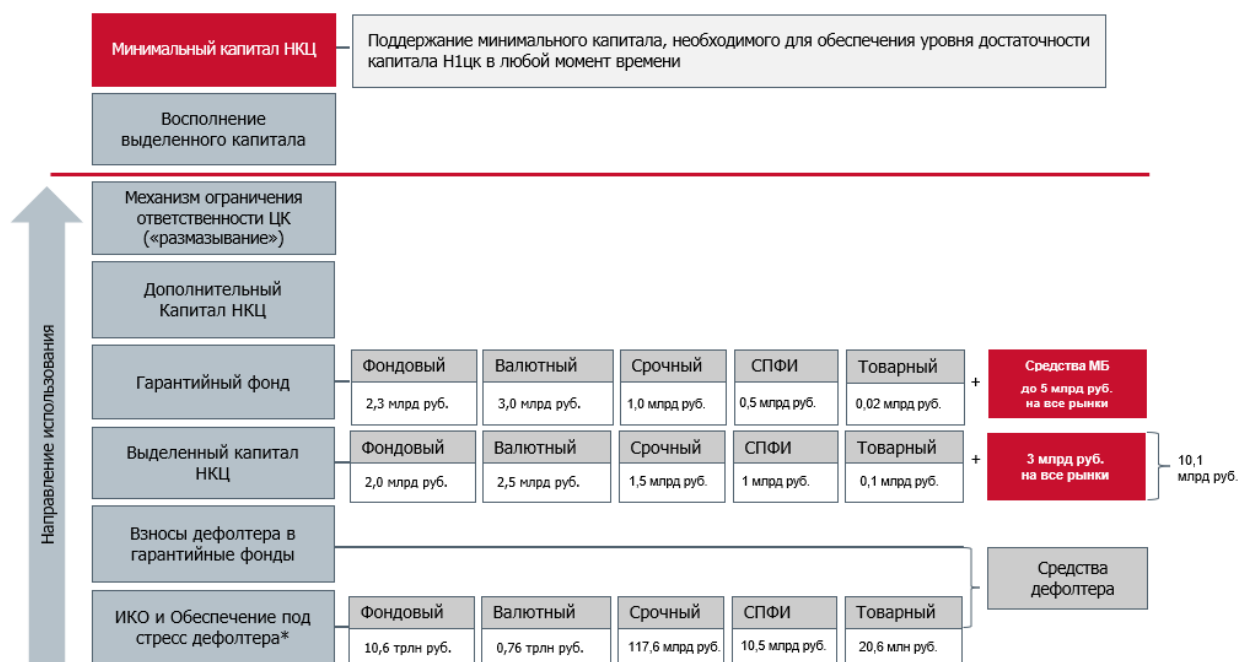 Минимальный капитал НКЦ
Поддержание минимального капитала, необходимого для обеспечения уровня достаточности
капитала Н1цк в любой момент времени
Восполнение
выделенного капитала
Направление использования
Механизм ограничения
ответственности ЦК
(«размазывание»)
Дополнительный
Капитал НКЦ
Гарантийный фонд
Фондовый
2,3 млрд руб.
Валютный
3,0 млрд руб.
Срочный
1,0 млрд руб.
СПФИ
0,5 млрд руб.
Товарный
0,02 млрд руб.
+
Средства МБ
до 5 млрд руб.
на все рынки
Выделенный капитал
НКЦ
Фондовый
2,0 млрд руб.
Валютный
2,5 млрд руб.
Срочный
1,5 млрд руб.
СПФИ
1 млрд руб.
Товарный
0,1 млрд руб.
+
3 млрд руб.
на все рынки
10,1
млрд руб.
Взносы дефолтера в
гарантийные фонды
Средства
дефолтера
ИКО и Обеспечение под
стресс дефолтера*
Фондовый
10,6 трлн руб.
Валютный
0,76 трлн руб.
Срочный
117,6 млрд руб.
СПФИ
10,5 млрд руб.
Товарный
20,6 млн руб.